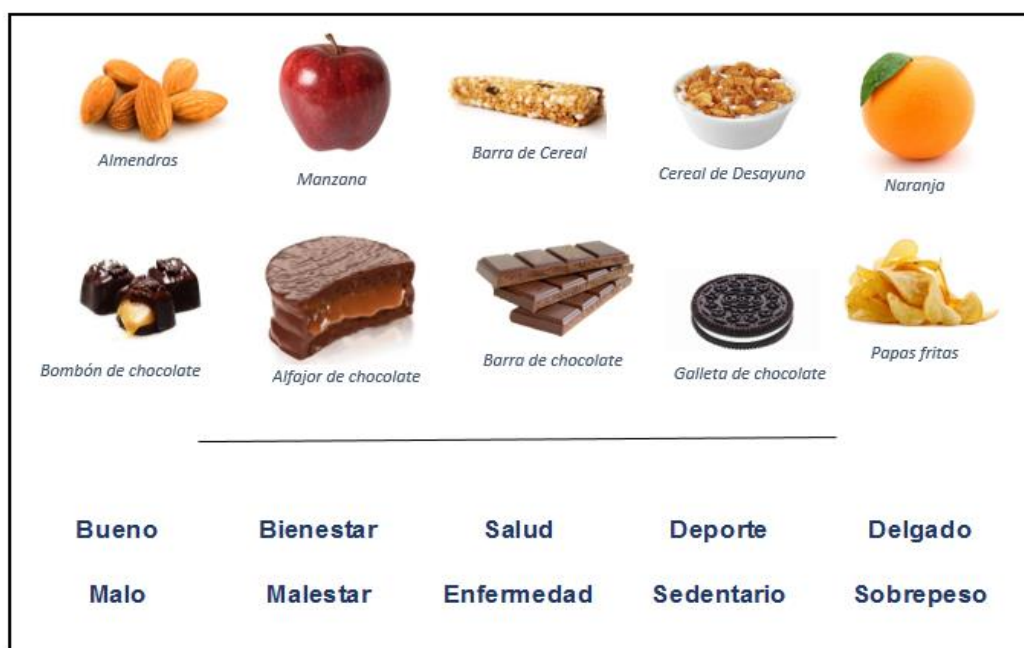 Almendras
Manzana
Barra de Cereal
Cereal de Desayuno
Naranja
Bombón de chocolate
Alfajor de chocolate
Barra de chocolate
Galleta de chocolate
Papas fritas
Bueno Bienestar Salud Deporte Delgado
Malo Malestar Enfermedad Sedentario Sobrepeso